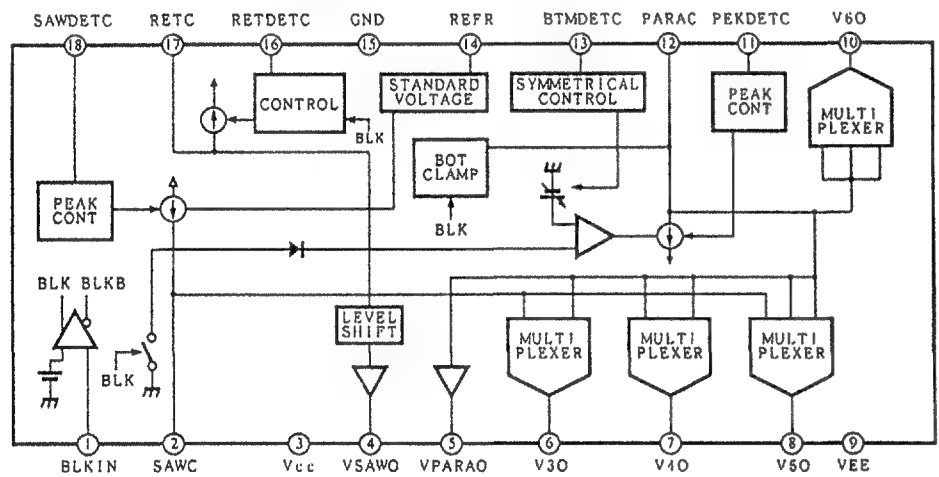 SAWDETC RETC RETDETC GND REFR BTMDETC PARAC PEKDETC V6O
18 17 16 15 14 13 12 11 10
CONTROL
STANDARD
VOLTAGE
SYMMETRICAL
CONTROL
PEAK
CONT
MULTI
PLEXER
BLK
BOT
CLAMP
BLK
PEAK
CONT
BLK BLKB
LEVEL
SHIFT
MULTI
PLEXER
MULTI
PLEXER
MULTI
PLEXER
BLK
1 2 3 4 5 6 7 8 9
BLKIN SAWC Vcc VSAWO VPARAO V3O V4O V5O VEE